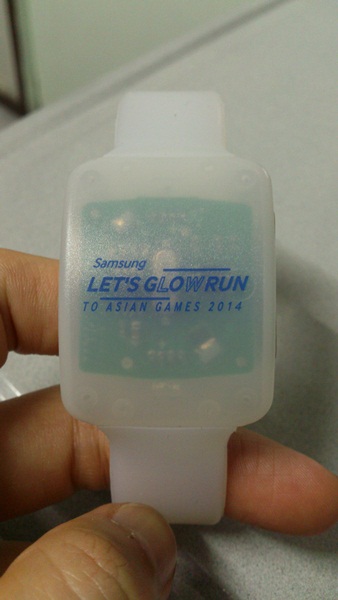 Samsung
LET'S GLOW RUN
TO ASIAN GAMES 2014